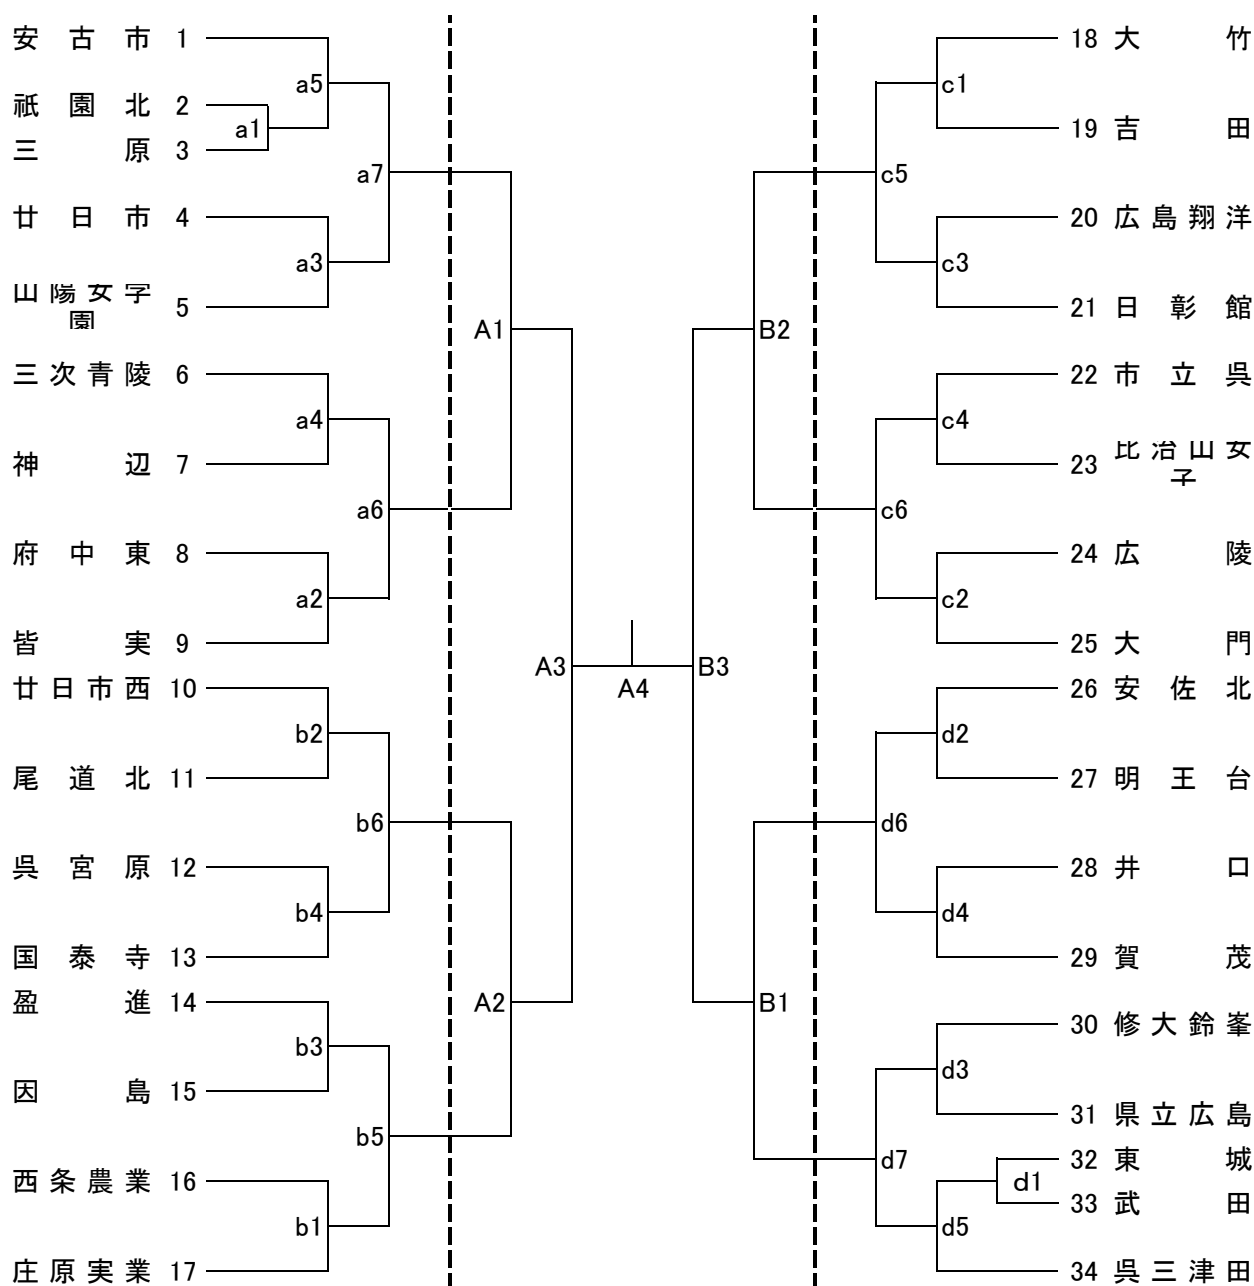 安古市 1
a5
祇園北 2
a1
三原 3
a7
廿日市 4
a3
山陽女学
園 5
A1
三次青陵 6
a4
神辺 7
a6
府中東 8
a2
皆実 9
A3
廿日市西 10
b2
尾道北 11
b6
呉宮原 12
b4
国泰寺 13
盈進 14
A2
b3
因島 15
b5
西条農業 16
b1
庄原実業 17
A4
18 大竹
c1
19 吉田
c5
20 広島翔洋
c3
21 日彰館
B2
22 市立呉
c4
23 比治山女
子
c6
24 広陵
c2
25 大門
B3
26 安佐北
d2
27 明王台
d6
28 井口
d4
29 賀茂
B1
30 修大鈴峯
d3
31 県立広島
d7
32 東城
d1
33 武田
d5
34 呉三津田